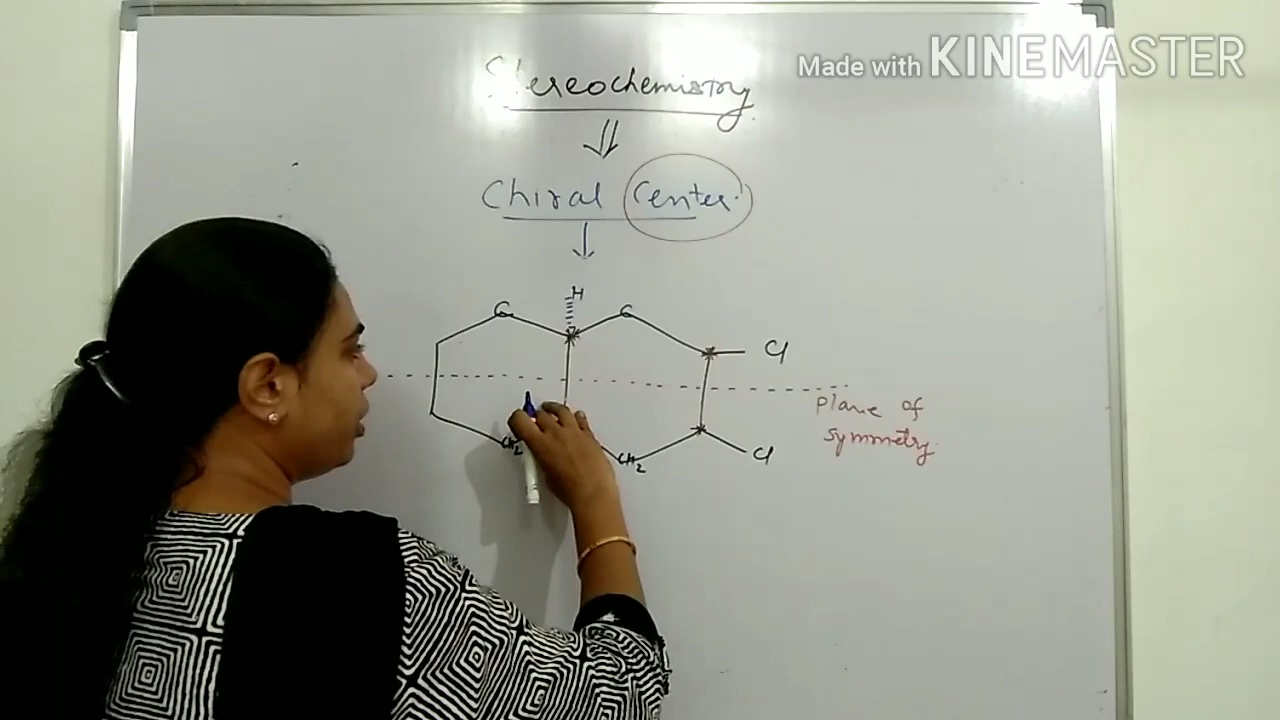 Made with KINEMASTER
Stereochemistry
Chiral Center
H
C C
Cl
Plane of
symmetry.
CH2 CH2 Cl